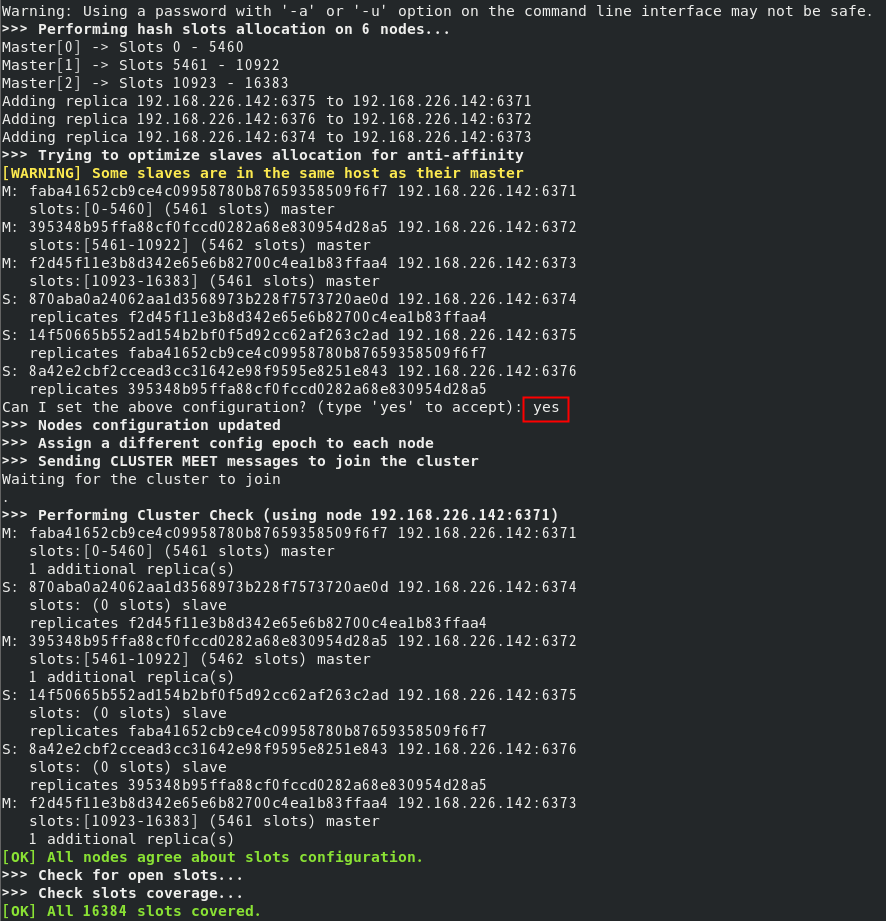 Warning: Using a password with '-a' or '-u' option on the command line interface may not be safe.
>>> Performing hash slots allocation on 6 nodes...
Master[0] -> Slots 0 - 5460
Master[1] -> Slots 5461 - 10922
Master[2] -> Slots 10923 - 16383
Adding replica 192.168.226.142:6375 to 192.168.226.142:6371
Adding replica 192.168.226.142:6376 to 192.168.226.142:6372
Adding replica 192.168.226.142:6374 to 192.168.226.142:6373
>>> Trying to optimize slaves allocation for anti-affinity
[WARNING] Some slaves are in the same host as their master
M: faba41652cb9ce4c09958780b87659358509f6f7 192.168.226.142:6371
   slots:[0-5460] (5461 slots) master
M: 395348b95ffa88cf0fccd0282a68e830954d28a5 192.168.226.142:6372
   slots:[5461-10922] (5462 slots) master
M: f2d45f11e3b8d342e65e6b82700c4ea1b83ffaa4 192.168.226.142:6373
   slots:[10923-16383] (5461 slots) master
S: 870aba0a24062aa1d3568973b228f7573720ae0d 192.168.226.142:6374
   replicates f2d45f11e3b8d342e65e6b82700c4ea1b83ffaa4
S: 14f50665b552ad154b2bf0f5d92cc62af263c2ad 192.168.226.142:6375
   replicates faba41652cb9ce4c09958780b87659358509f6f7
S: 8a42e2cbf2ccead3cc31642e98f9595e8251e843 192.168.226.142:6376
   replicates 395348b95ffa88cf0fccd0282a68e830954d28a5
Can I set the above configuration? (type 'yes' to accept): yes
>>> Nodes configuration updated
>>> Assign a different config epoch to each node
>>> Sending CLUSTER MEET messages to join the cluster
Waiting for the cluster to join
.
>>> Performing Cluster Check (using node 192.168.226.142:6371)
M: faba41652cb9ce4c09958780b87659358509f6f7 192.168.226.142:6371
   slots:[0-5460] (5461 slots) master
   1 additional replica(s)
S: 870aba0a24062aa1d3568973b228f7573720ae0d 192.168.226.142:6374
   slots: (0 slots) slave
   replicates f2d45f11e3b8d342e65e6b82700c4ea1b83ffaa4
M: 395348b95ffa88cf0fccd0282a68e830954d28a5 192.168.226.142:6372
   slots:[5461-10922] (5462 slots) master
   1 additional replica(s)
S: 14f50665b552ad154b2bf0f5d92cc62af263c2ad 192.168.226.142:6375
   slots: (0 slots) slave
   replicates faba41652cb9ce4c09958780b87659358509f6f7
S: 8a42e2cbf2ccead3cc31642e98f9595e8251e843 192.168.226.142:6376
   slots: (0 slots) slave
   replicates 395348b95ffa88cf0fccd0282a68e830954d28a5
M: f2d45f11e3b8d342e65e6b82700c4ea1b83ffaa4 192.168.226.142:6373
   slots:[10923-16383] (5461 slots) master
   1 additional replica(s)
[OK] All nodes agree about slots configuration.
>>> Check for open slots...
>>> Check slots coverage...
[OK] All 16384 slots covered.